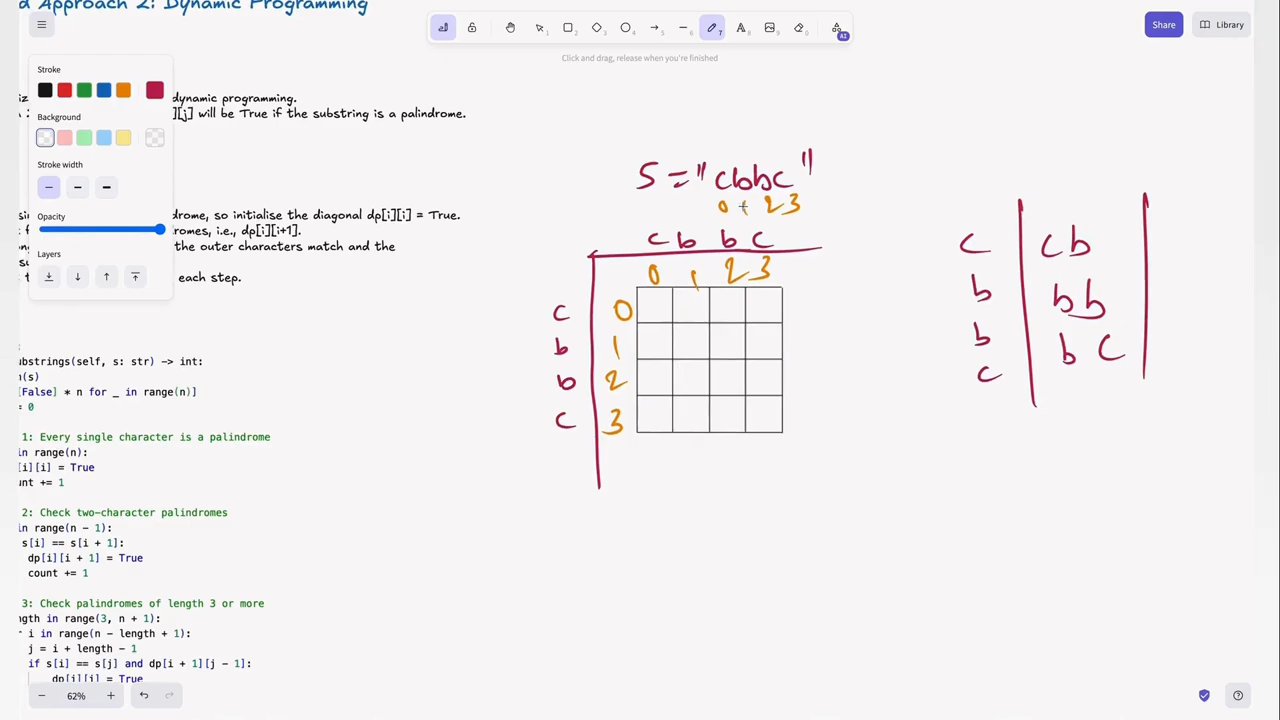 d Approach 2: Dynamic Programming
Share
Library
Click and drag, release when you're finished
Stroke
Background
Stroke width
Opacity
Layers
dynamic programming.
][j] will be True if the substring is a palindrome.
drome, so initialise the diagonal dp[i][i] = True.
romes, i.e., dp[i][i+1].
the outer characters match and the
each step.
ubstrings(self, s: str) -> int:
n(s)
[False] * n for _ in range(n)]
= 0
1: Every single character is a palindrome
in range(n):
[i][i] = True
unt += 1
2: Check two-character palindromes
in range(n - 1):
s[i] == s[i + 1]:
dp[i][i + 1] = True
count += 1
3: Check palindromes of length 3 or more
ngth in range(3, n + 1):
r i in range(n - length + 1):
j = i + length - 1
if s[i] == s[j] and dp[i + 1][j - 1]:
dp[i][j] = True
S = "cbbc"
0 1 2 3
c b b c
0 1 2 3
c 0
b 1
b 2
c 3
c cb
b bb
b bc
c
62%